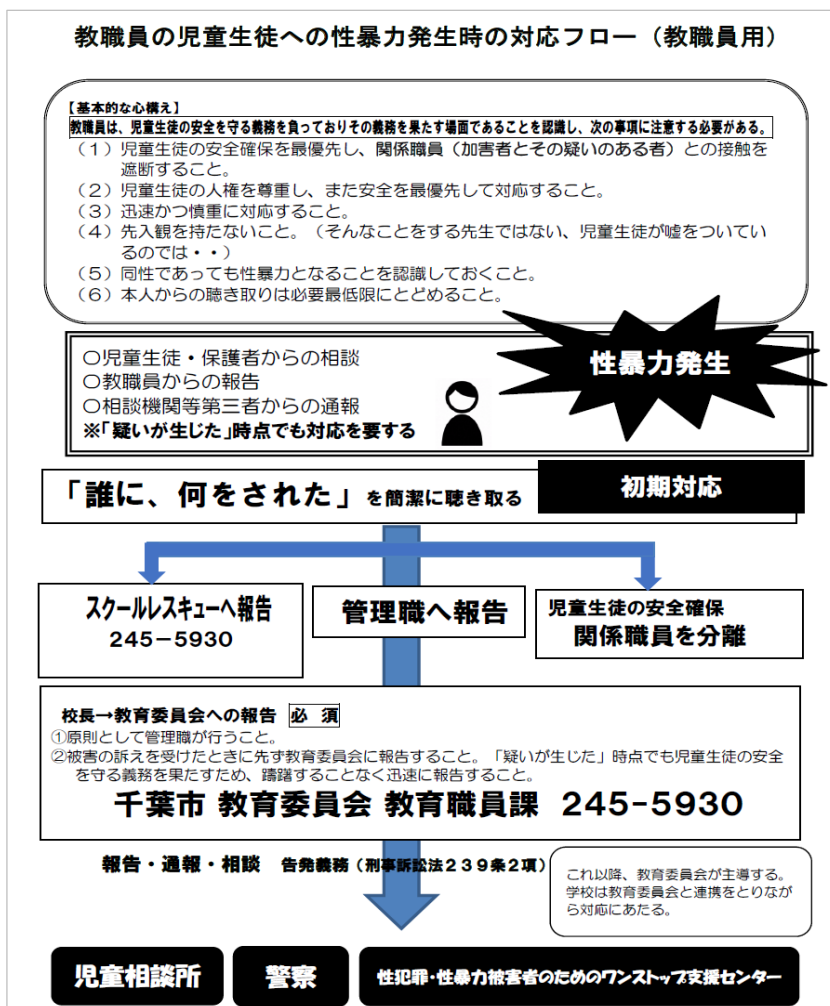 教職員の児童生徒への性暴力発生時の対応フロー(教職員用)
【基本的な心構え】
教職員は、児童生徒の安全を守る義務を負っておりその義務を果たす場面であることを認識し、次の事項に注意する必要がある。
(1)児童生徒の安全確保を最優先し、関係職員(加害者とその疑いのある者)との接触を
遮断すること。
(2)児童生徒の人権を尊重し、また安全を最優先して対応すること。
(3)迅速かつ慎重に対応すること。
(4)先入観を持たないこと。(そんなことをする先生ではない、児童生徒が嘘をついてい
るのでは・・)
(5)同性であっても性暴力となることを認識しておくこと。
(6)本人からの聴き取りは必要最低限にとどめること。
性暴力発生
〇児童生徒・保護者からの相談
〇教職員からの報告
〇相談機関等第三者からの通報
※「疑いが生じた」時点でも対応を要する
初期対応
「誰に、何をされた」を簡潔に聴き取る
スクールレスキューへ報告
245-5930
管理職へ報告
児童生徒の安全確保
関係職員を分離
校長→教育委員会への報告 必 須
①原則として管理職が行うこと。
②被害の訴えを受けたときに先ず教育委員会に報告すること。「疑いが生じた」時点でも児童生徒の安全
を守る義務を果たすため、躊躇することなく迅速に報告すること。
千葉市 教育委員会 教育職員課 245-5930
報告・通報・相談 告発義務(刑事訴訟法239条2項)
これ以降、教育委員会が主導する。
学校は教育委員会と連携をとりなが
ら対応にあたる。
児童相談所
警察
性犯罪・性暴力被害者のためのワンストップ支援センター